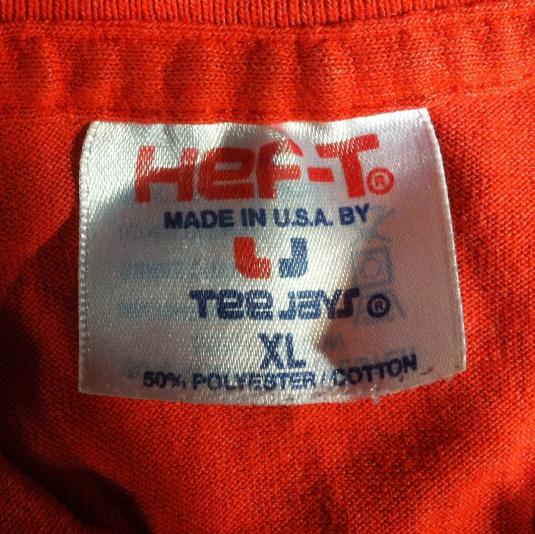 HEF-T®
MADE IN U.S.A. BY
TEE JAYS ®
XL
50% POLYESTER / COTTON